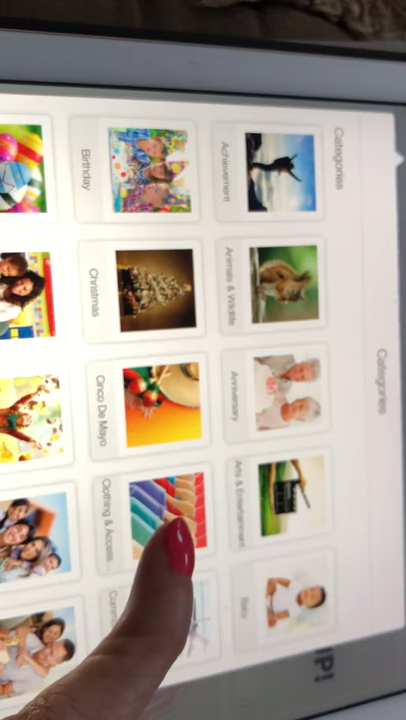 Categories
Categories
Achievement
Animals & Wildlife
Anniversary
Arts & Entertainment
Baby
Birthday
Christmas
Cinco De Mayo
Clothing & Access...